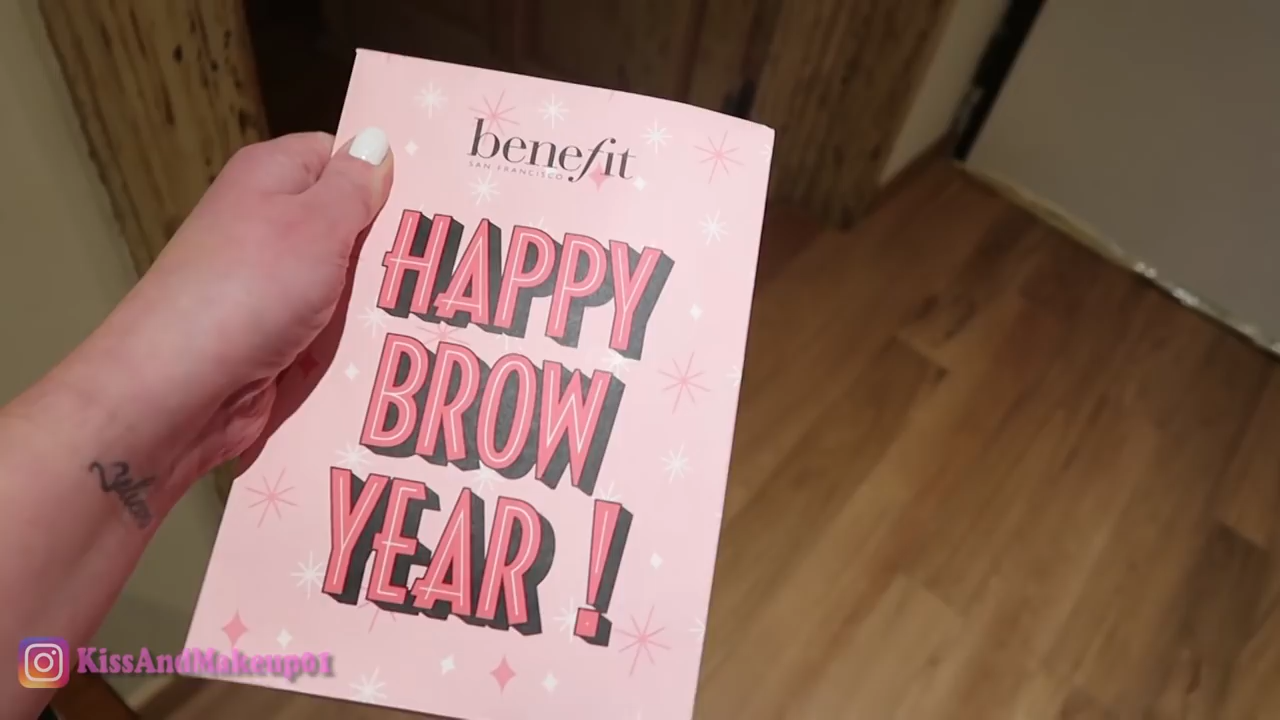 benefit
SAN FRANCISCO
HAPPY
BROW
YEAR !
KissAndMakeup01